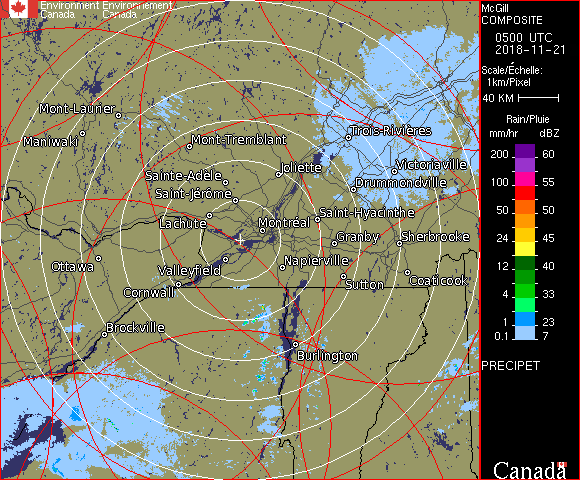 Environment Environnement
Canada Canada
McGill
COMPOSITE
0500 UTC
2018-11-21
Scale/Échelle:
1km/Pixel
40 KM
Rain/Pluie
mm/hr dBZ
200 60
150 55
100 55
50 50
24 45
12 40
4 33
1 23
0.1 7
PRECIPET
Canada
Mont-Laurier
Maniwaki
Mont-Tremblant
Trois-Rivières
Sainte-Adèle
Joliette
Victoriaville
Saint-Jérôme
Drummondville
Lachute
Montréal
Saint-Hyacinthe
Granby
Sherbrooke
Ottawa
Valleyfield
Napierville
Cornwall
Sutton
Coaticook
Brockville
Burlington